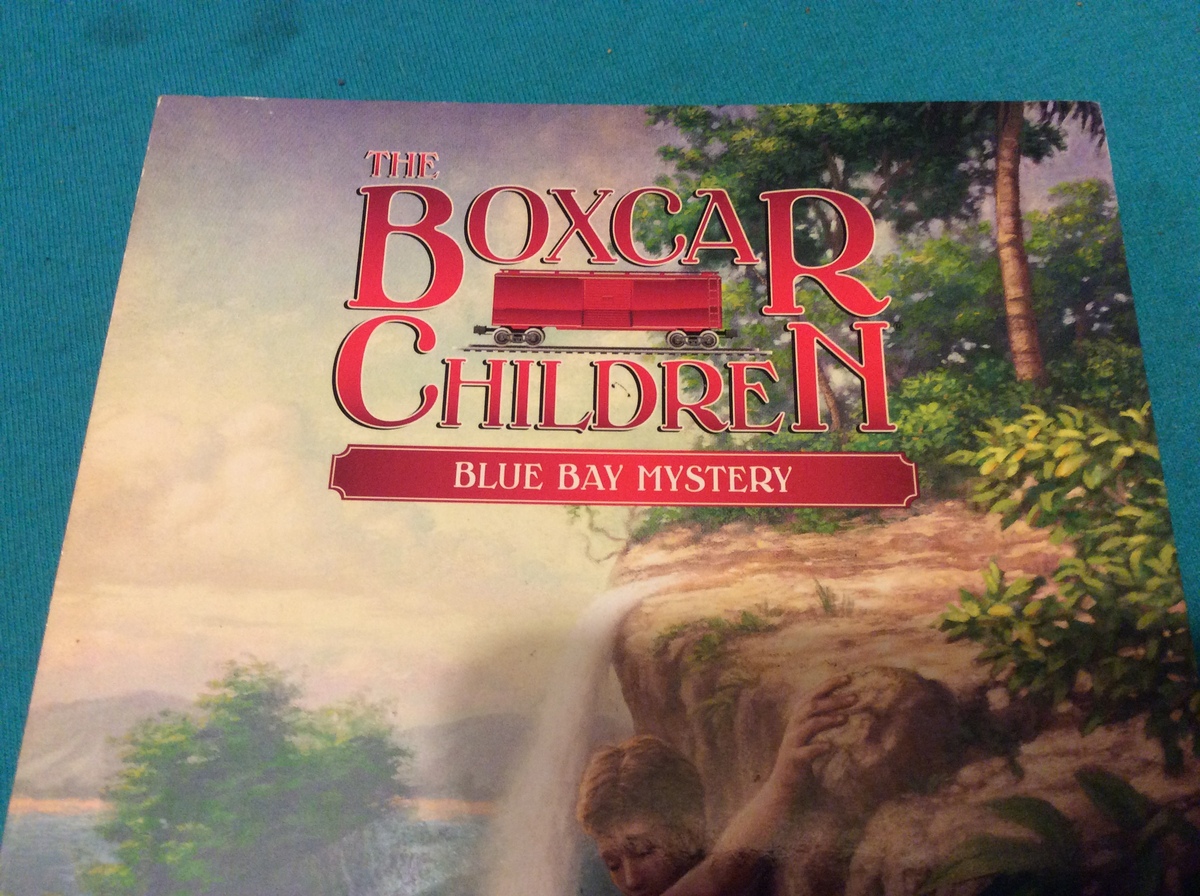 THE
BOXCAR
CHILDREN
BLUE BAY MYSTERY